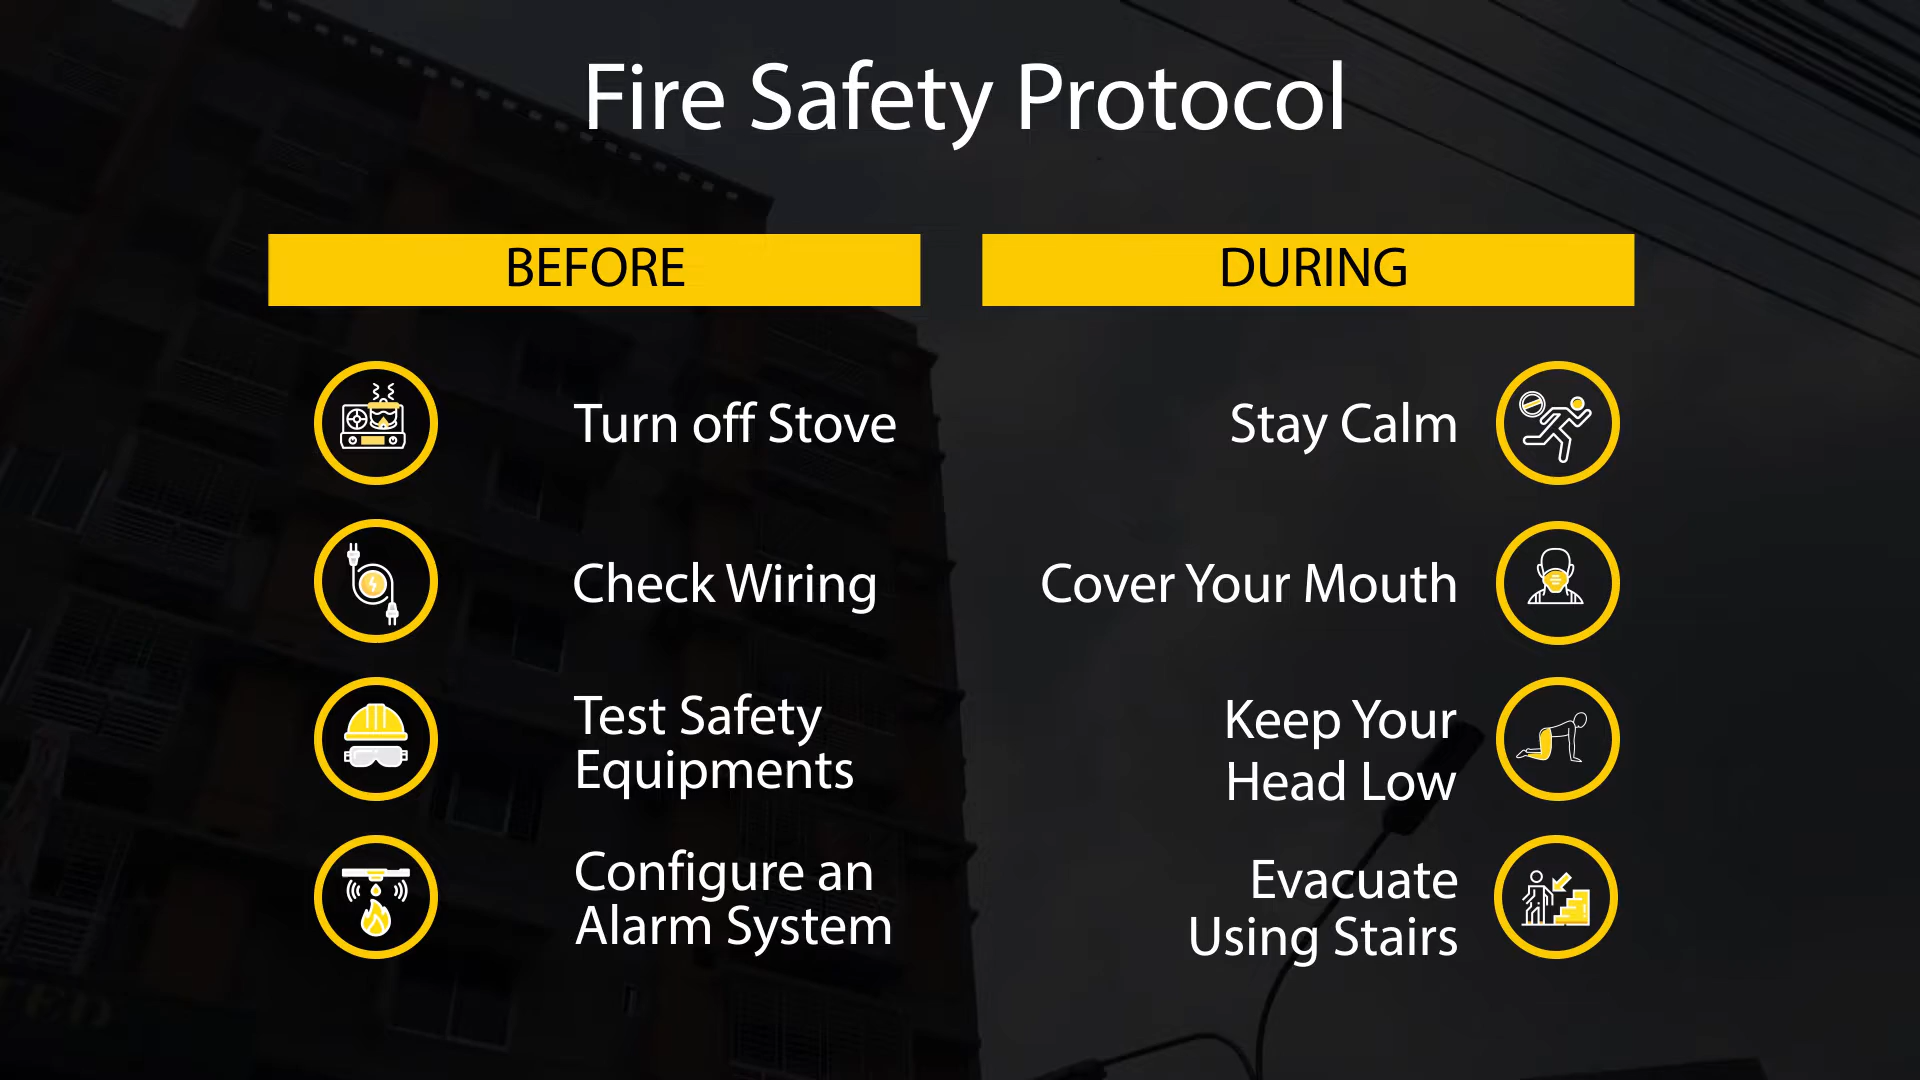 Fire Safety Protocol
BEFORE
Turn off Stove
Check Wiring
Test Safety
Equipments
Configure an
Alarm System
DURING
Stay Calm
Cover Your Mouth
Keep Your
Head Low
Evacuate
Using Stairs